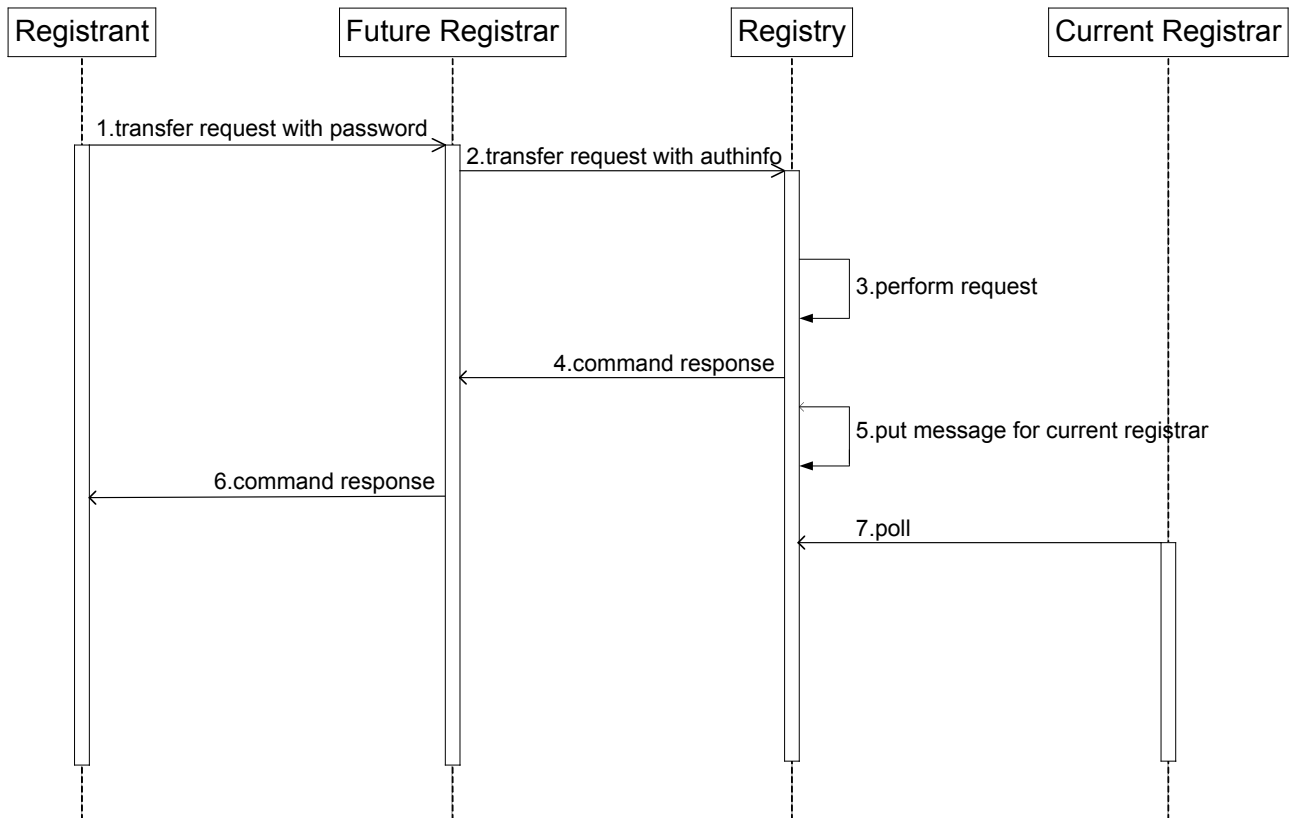 Registrant
Future Registrar
Registry
Current Registrar
1.transfer request with password
2.transfer request with authinfo
3.perform request
4.command response
5.put message for current registrar
6.command response
7.poll